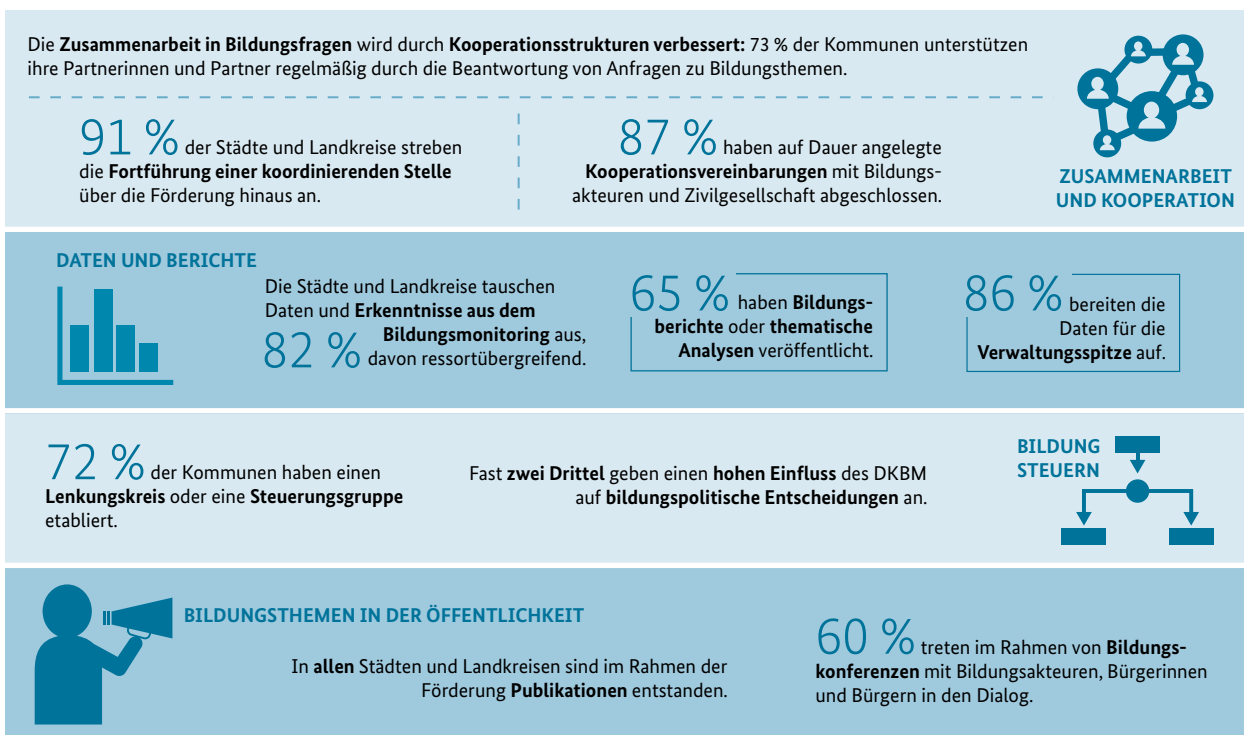 Die Zusammenarbeit in Bildungsfragen wird durch Kooperationsstrukturen verbessert: 73 % der Kommunen unterstützen
ihre Partnerinnen und Partner regelmäßig durch die Beantwortung von Anfragen zu Bildungsthemen.
91 % der Städte und Landkreise streben
die Fortführung einer koordinierenden Stelle
über die Förderung hinaus an.
87 % haben auf Dauer angelegte
Kooperationsvereinbarungen mit Bildungs-
akteuren und Zivilgesellschaft abgeschlossen.
ZUSAMMENARBEIT
UND KOOPERATION
DATEN UND BERICHTE
Die Städte und Landkreise tauschen
Daten und Erkenntnisse aus dem
Bildungsmonitoring aus,
82 % davon ressortübergreifend.
65 % haben Bildungs-
berichte oder thematische
Analysen veröffentlicht.
86 % bereiten die
Daten für die
Verwaltungsspitze auf.
72 % der Kommunen haben einen
Lenkungskreis oder eine Steuerungsgruppe
etabliert.
Fast zwei Drittel geben einen hohen Einfluss des DKBM
auf bildungspolitische Entscheidungen an.
BILDUNG
STEUERN
BILDUNGSTHEMEN IN DER ÖFFENTLICHKEIT
In allen Städten und Landkreisen sind im Rahmen der
Förderung Publikationen entstanden.
60 % treten im Rahmen von Bildungs-
konferenzen mit Bildungsakteuren, Bürgerinnen
und Bürgern in den Dialog.